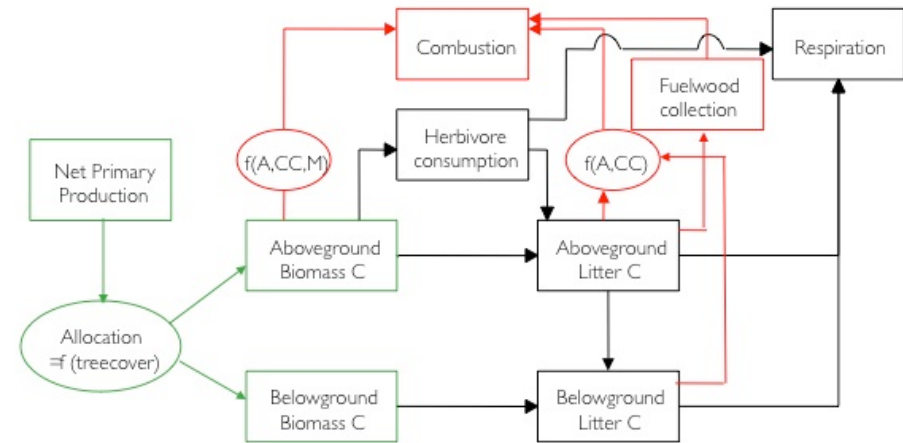 Combustion
Respiration
Fuelwood
collection
Herbivore
consumption
f(A,CC,M)
f(A,CC)
Net Primary
Production
Aboveground
Biomass C
Aboveground
Litter C
Allocation
=f (treecover)
Belowground
Biomass C
Belowground
Litter C